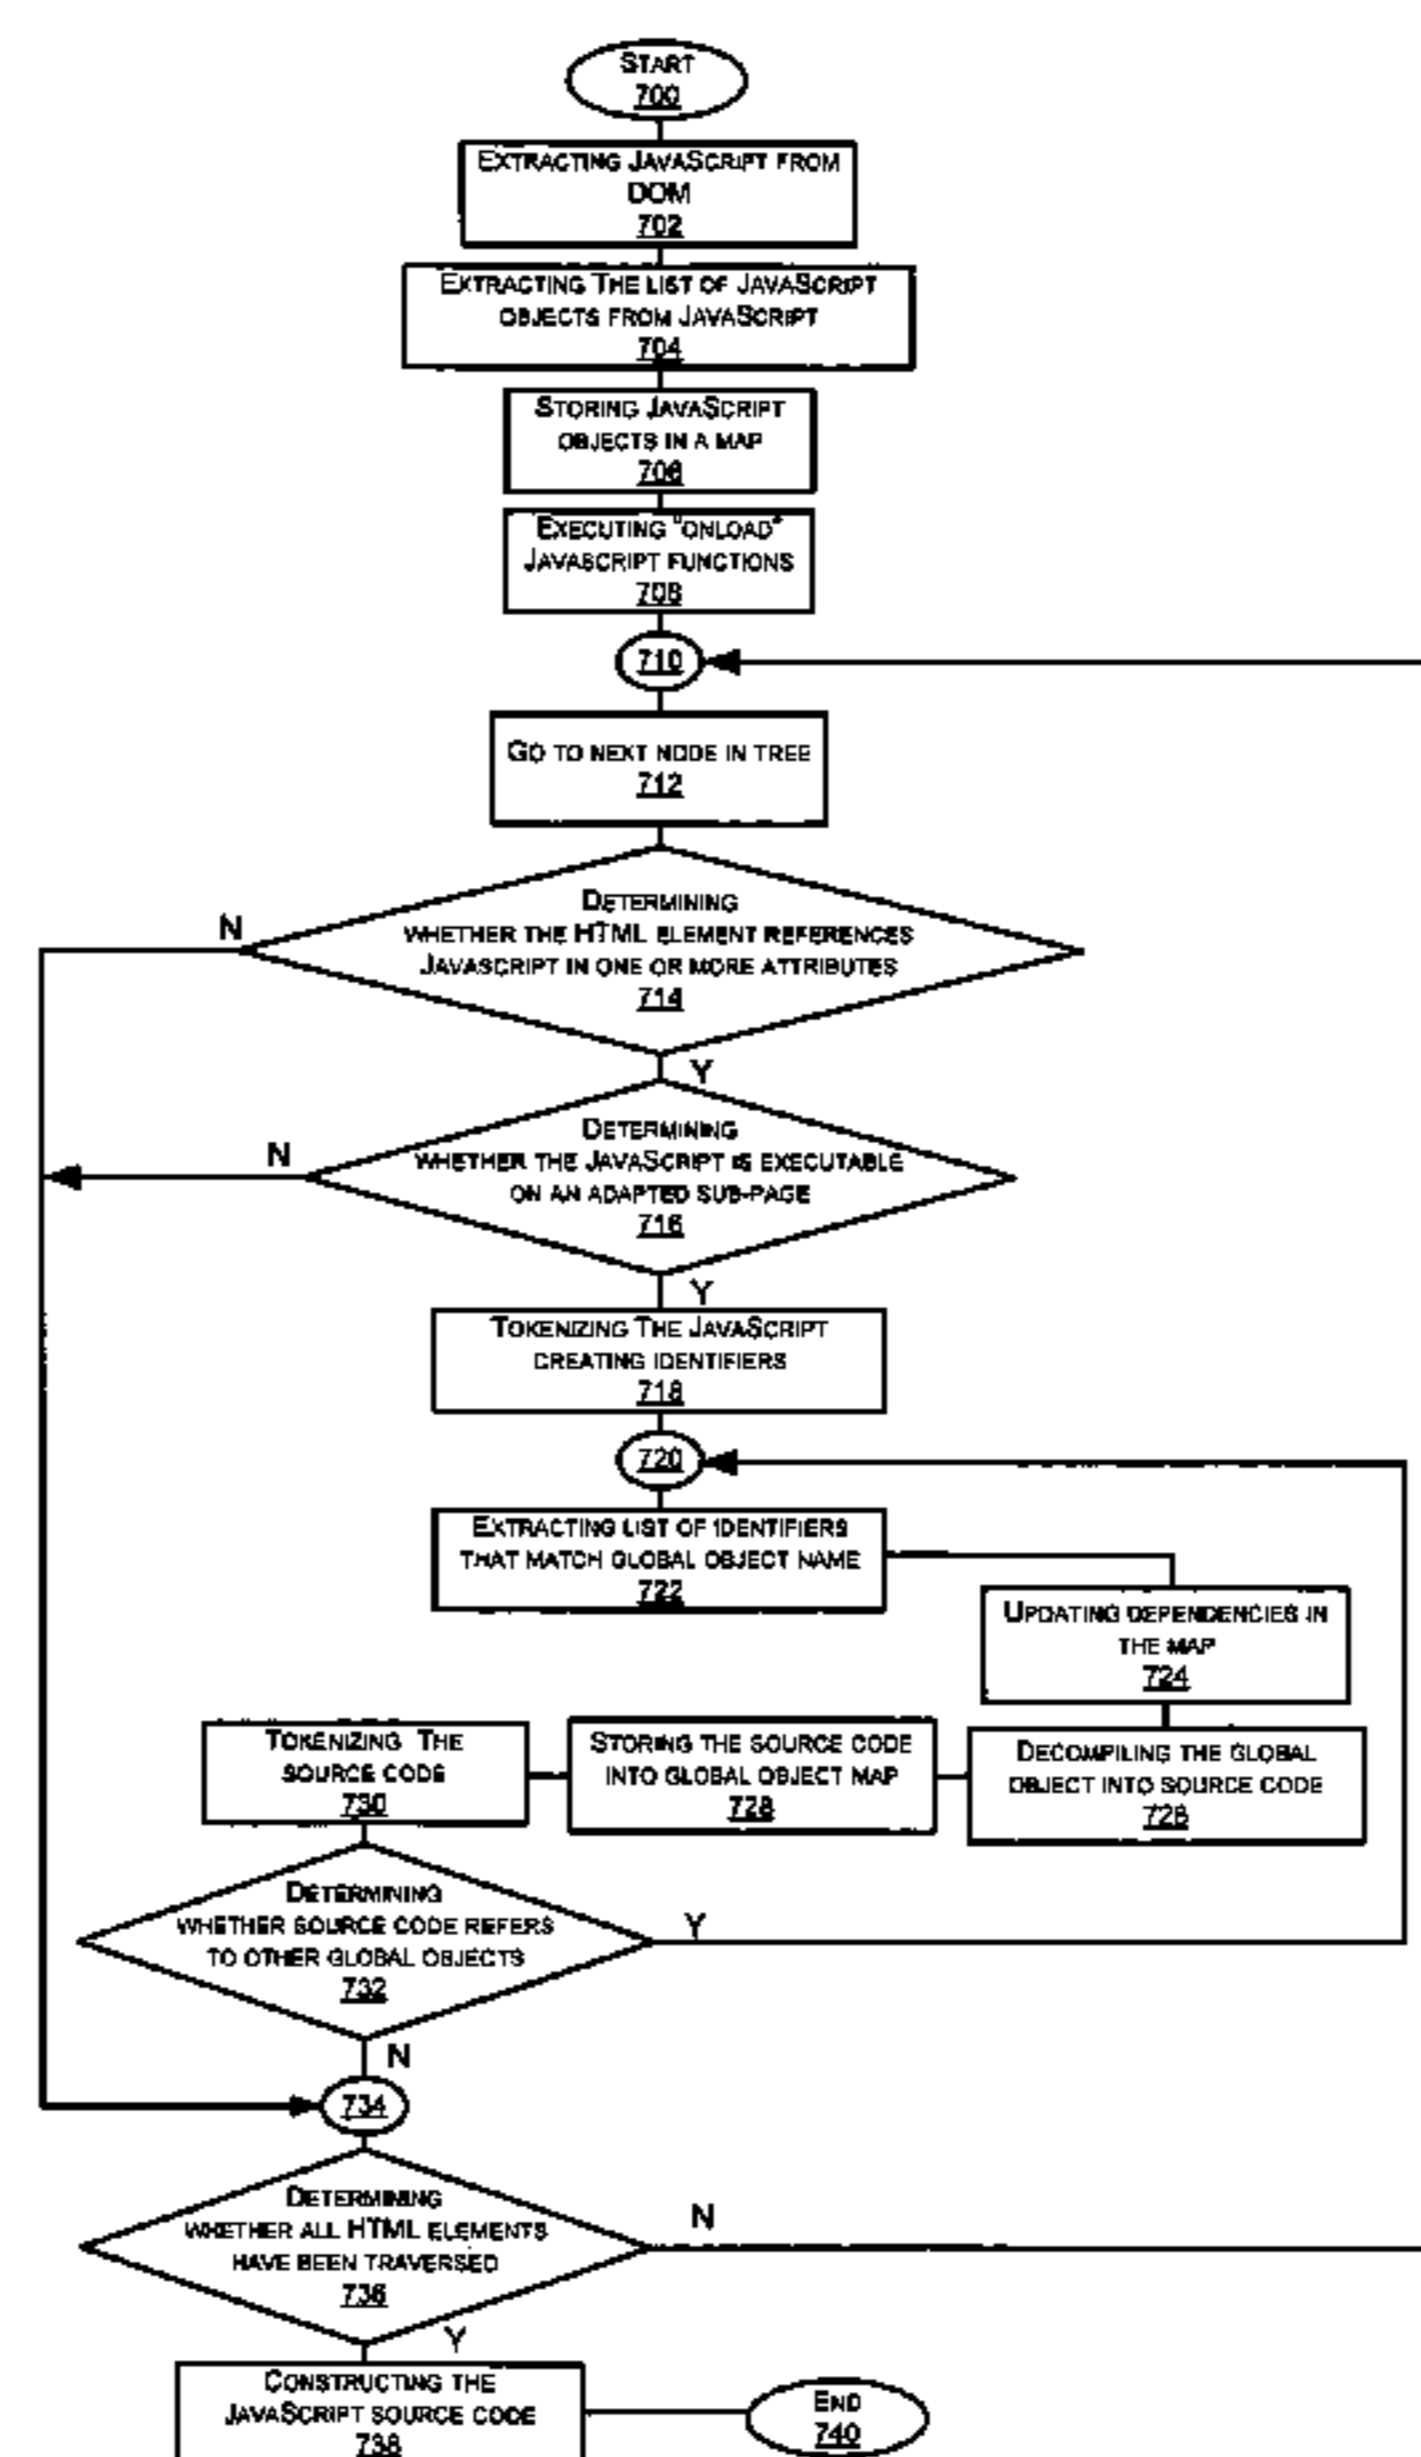 START
700
EXTRACTING JAVASCRIPT FROM
DOM
702
EXTRACTING THE LIST OF JAVASCRIPT
OBJECTS FROM JAVASCRIPT
704
STORING JAVASCRIPT
OBJECTS IN A MAP
706
EXECUTING "ONLOAD"
JAVASCRIPT FUNCTIONS
708
710
GO TO NEXT NODE IN TREE
712
DETERMINING
WHETHER THE HTML ELEMENT REFERENCES
JAVASCRIPT IN ONE OR MORE ATTRIBUTES
714
N
Y
DETERMINING
WHETHER THE JAVASCRIPT IS EXECUTABLE
ON AN ADAPTED SUB-PAGE
716
N
Y
TOKENIZING THE JAVASCRIPT
CREATING IDENTIFIERS
718
720
EXTRACTING LIST OF IDENTIFIERS
THAT MATCH GLOBAL OBJECT NAME
722
UPDATING DEPENDENCIES IN
THE MAP
724
DECOMPILING THE GLOBAL
OBJECT INTO SOURCE CODE
726
STORING THE SOURCE CODE
INTO GLOBAL OBJECT MAP
728
TOKENIZING THE
SOURCE CODE
730
DETERMINING
WHETHER SOURCE CODE REFERS
TO OTHER GLOBAL OBJECTS
732
Y
N
734
DETERMINING
WHETHER ALL HTML ELEMENTS
HAVE BEEN TRAVERSED
736
N
Y
CONSTRUCTING THE
JAVASCRIPT SOURCE CODE
738
END
740